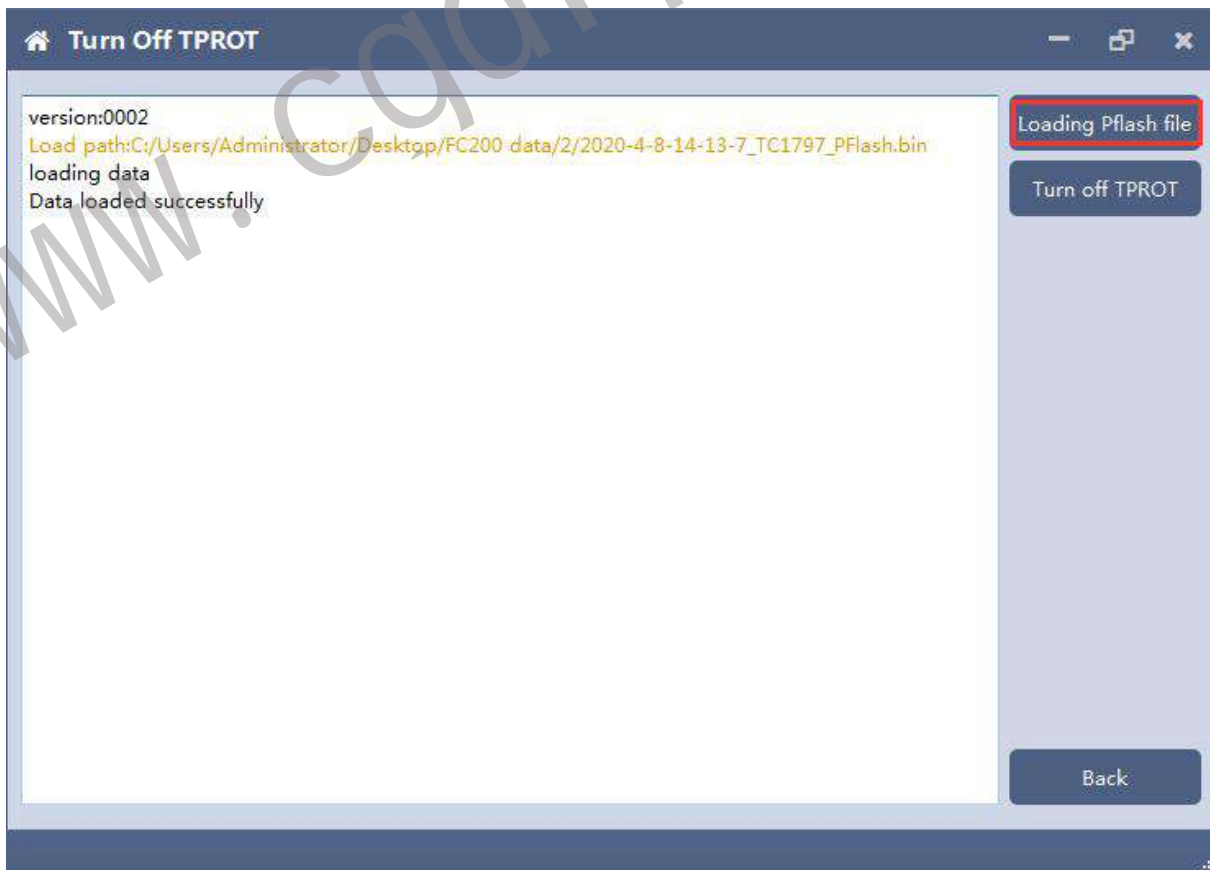 Turn Off TPROT
version:0002
Load path:C:/Users/Administrator/Desktop/FC200 data/2/2020-4-8-14-13-7_TC1797_PFlash.bin
loading data
Data loaded successfully
Loading Pflash file
Turn off TPROT
Back